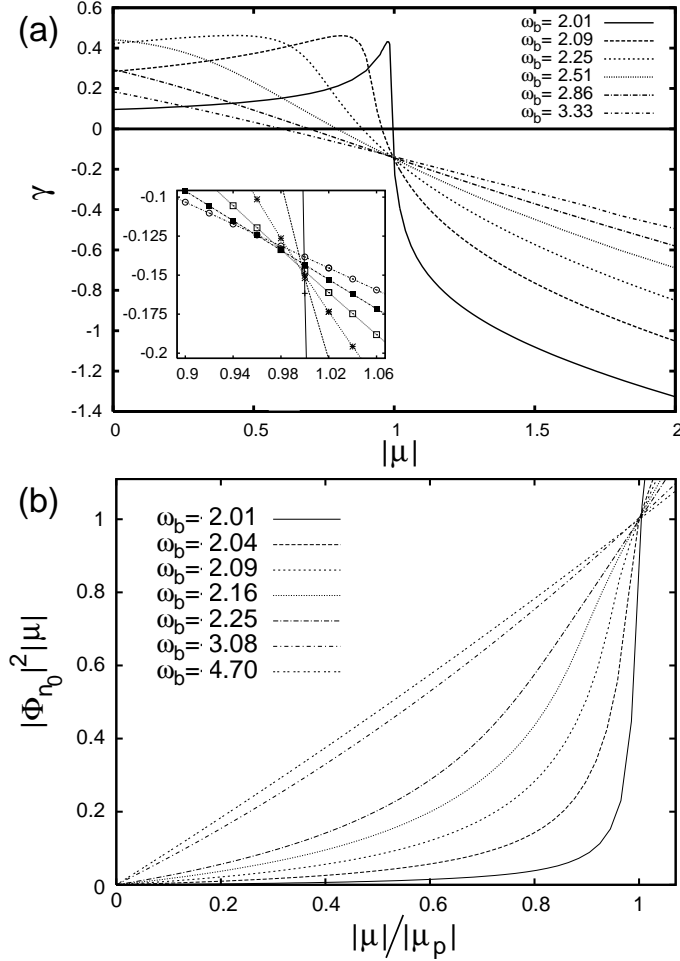 (a)
0.6
0.4
0.2
0
-0.2
-0.4
-0.6
-0.8
-1
-1.2
-1.4
γ
ω_b= 2.01
ω_b= 2.09
ω_b= 2.25
ω_b= 2.51
ω_b= 2.86
ω_b= 3.33
-0.1
-0.125
-0.15
-0.175
-0.2
0.9 0.94 0.98 1.02 1.06
0 0.5 1 1.5 2
|μ|
(b)
1
0.8
0.6
0.4
0.2
0
|Φ_{n_0}|^2|μ|
ω_b= 2.01
ω_b= 2.04
ω_b= 2.09
ω_b= 2.16
ω_b= 2.25
ω_b= 3.08
ω_b= 4.70
0 0.2 0.4 0.6 0.8 1
|μ|/|μ_p|